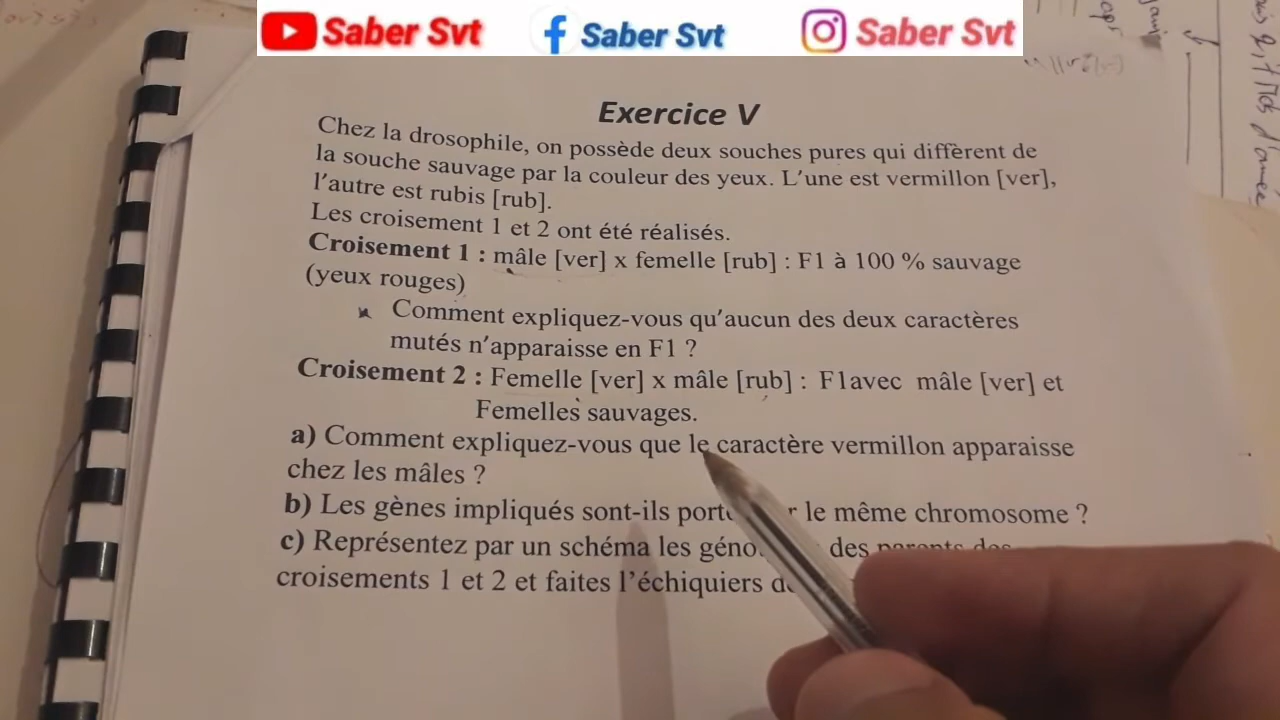 Saber Svt Saber Svt Saber Svt
Exercice V
Chez la drosophile, on possède deux souches pures qui diffèrent de
la souche sauvage par la couleur des yeux. L'une est vermillon [ver],
l'autre est rubis [rub].
Les croisement 1 et 2 ont été réalisés.
Croisement 1 : mâle [ver] x femelle [rub] : F1 à 100 % sauvage
(yeux rouges)
Comment expliquez-vous qu'aucun des deux caractères
mutés n'apparaisse en F1 ?
Croisement 2 : Femelle [ver] x mâle [rub] : F1avec mâle [ver] et
Femelles sauvages.
a) Comment expliquez-vous que le caractère vermillon apparaisse
chez les mâles ?
b) Les gènes impliqués sont-ils le même chromosome ?
c) Représentez par un schéma les des parents des
croisements 1 et 2 et faites l'échiquiers